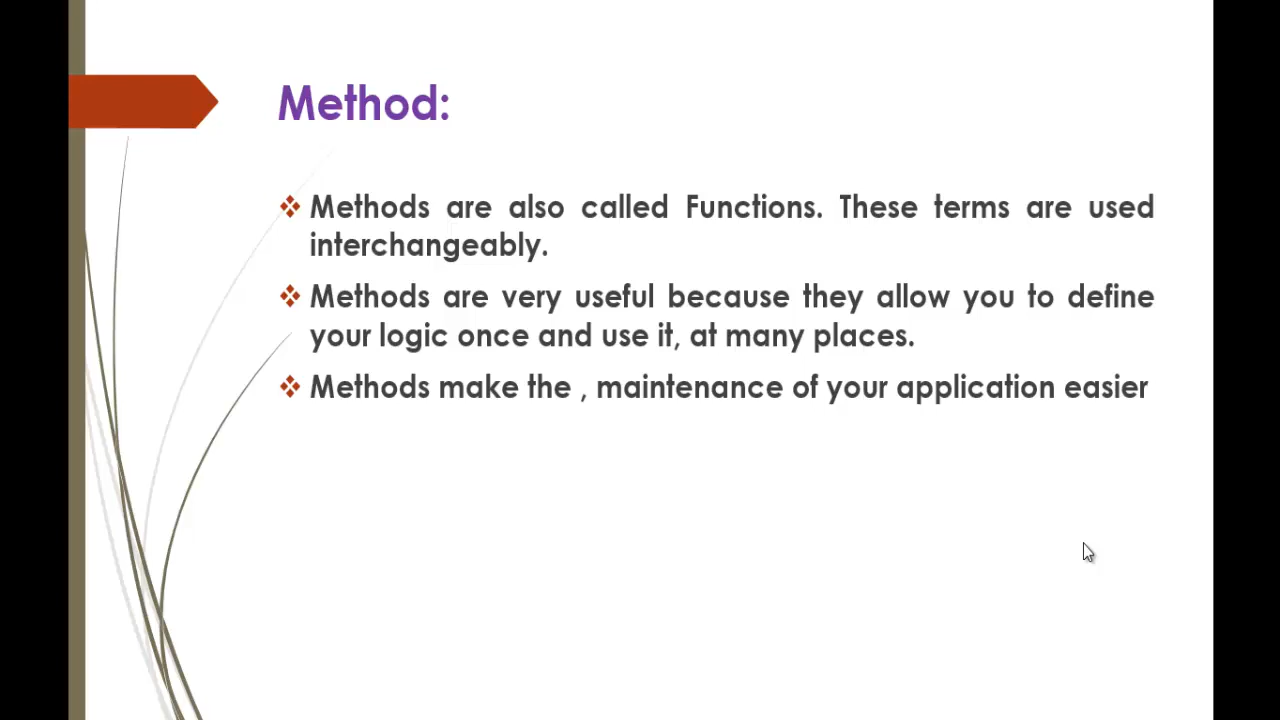 Method:
Methods are also called Functions. These terms are used
interchangeably.
Methods are very useful because they allow you to define
your logic once and use it, at many places.
Methods make the , maintenance of your application easier